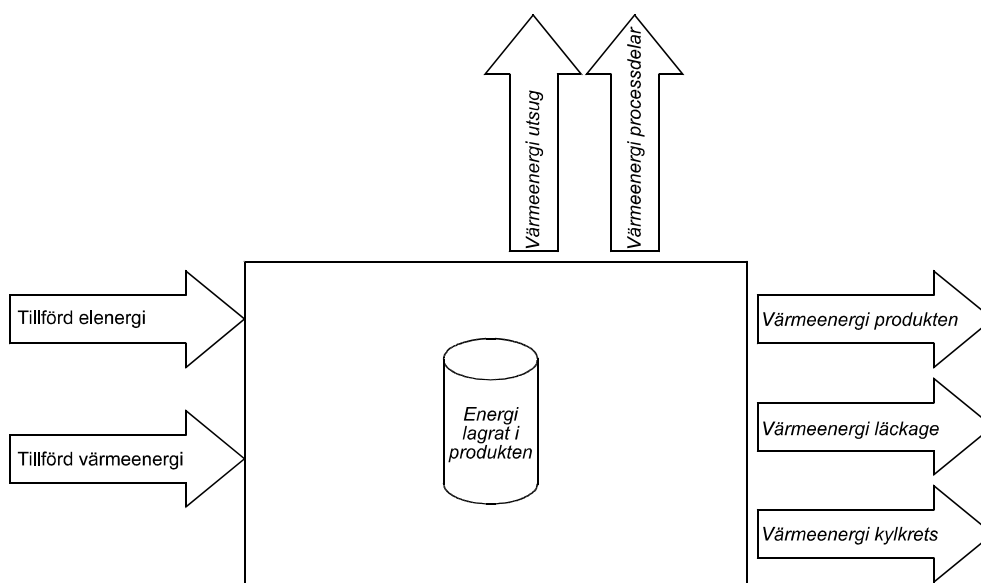 Värmeenergi utsug
Värmeenergi processdelar
Tillförd elenergi
Tillförd värmeenergi
Energi
lagrat i
produkten
Värmeenergi produkten
Värmeenergi läckage
Värmeenergi kylkrets